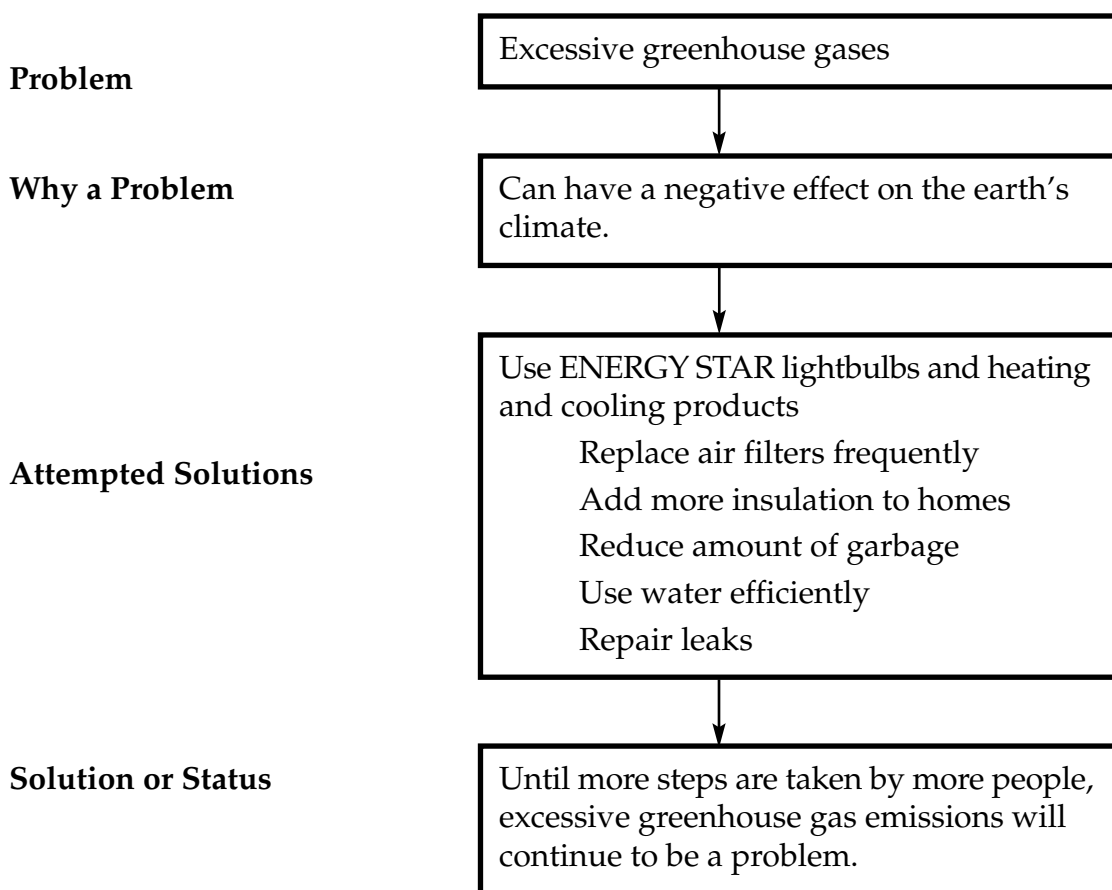 Problem
Excessive greenhouse gases
Why a Problem
Can have a negative effect on the earth’s
climate.
Attempted Solutions
Use ENERGY STAR lightbulbs and heating
and cooling products
Replace air filters frequently
Add more insulation to homes
Reduce amount of garbage
Use water efficiently
Repair leaks
Solution or Status
Until more steps are taken by more people,
excessive greenhouse gas emissions will
continue to be a problem.